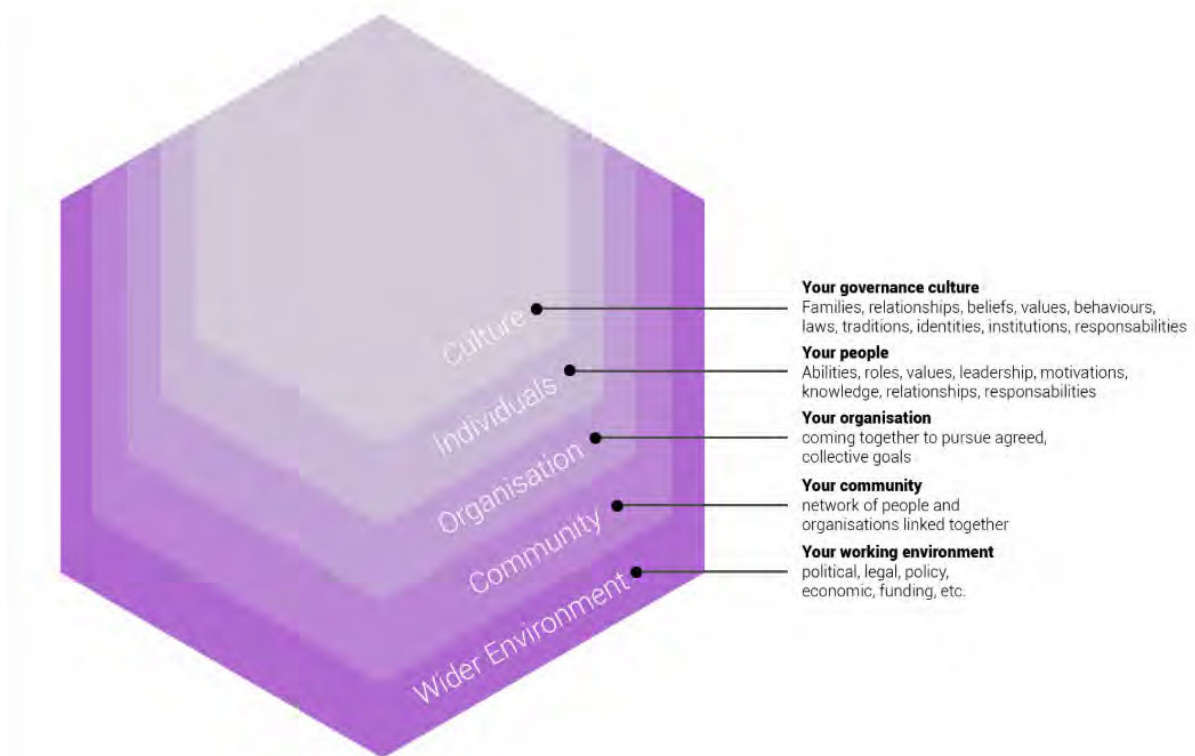 Culture
Individuals
Organisation
Community
Wider Environment
Your governance culture
Families, relationships, beliefs, values, behaviours,
laws, traditions, identities, institutions, responsabilities
Your people
Abilities, roles, values, leadership, motivations,
knowledge, relationships, responsabilities
Your organisation
coming together to pursue agreed,
collective goals
Your community
network of people and
organisations linked together
Your working environment
political, legal, policy,
economic, funding, etc.